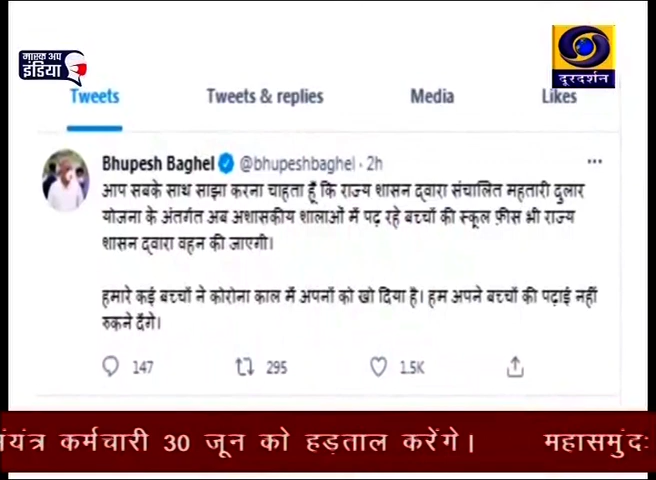 मास्क अप
इंडिया
दूरदर्शन
Tweets Tweets & replies Media Likes
Bhupesh Baghel @bhupeshbaghel · 2h
आप सबके साथ साझा करना चाहता हूँ कि राज्य शासन द्वारा संचालित महतारी दुलार
योजना के अंतर्गत अब अशासकीय शालाओं में पढ़ रहे बच्चों की स्कूल फ़ीस भी राज्य
शासन द्वारा वहन की जाएगी।
हमारे कई बच्चों ने कोरोना काल में अपनों को खो दिया है। हम अपने बच्चों की पढ़ाई नहीं
रुकने देंगे।
147 295 1.5K
कर्मचारी 30 जून को हड़ताल करेंगे। महासमुंदः